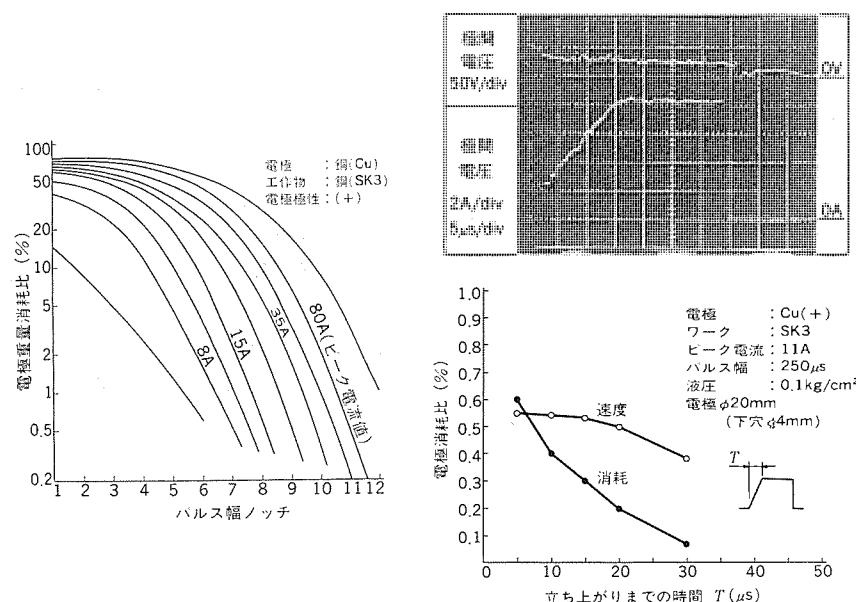 100
50
20
10
5
2
1
0.5
0.2
1 2 3 4 5 6 7 8 9 10 11 12
電極重量消耗比 (%)
パルス幅ノッチ
電極 : 銅(Cu)
工作物 : 鋼(SK3)
電極極性 : (+)
8A
15A
35A
80A(ピーク電流値)
極間
電圧
50V/div
極間
電圧
2A/div
5μs/div
0V
0A
1.0
0.9
0.8
0.7
0.6
0.5
0.4
0.3
0.2
0.1
0 5 10 15 20 30 40 50
電極消耗比 (%)
立ち上がりまでの時間 T(μs)
電極 : Cu(+)
ワーク : SK3
ピーク電流 : 11A
パルス幅 : 250μs
液圧 : 0.1kg/cm²
電極φ20mm
(下穴φ4mm)
速度
消耗
T